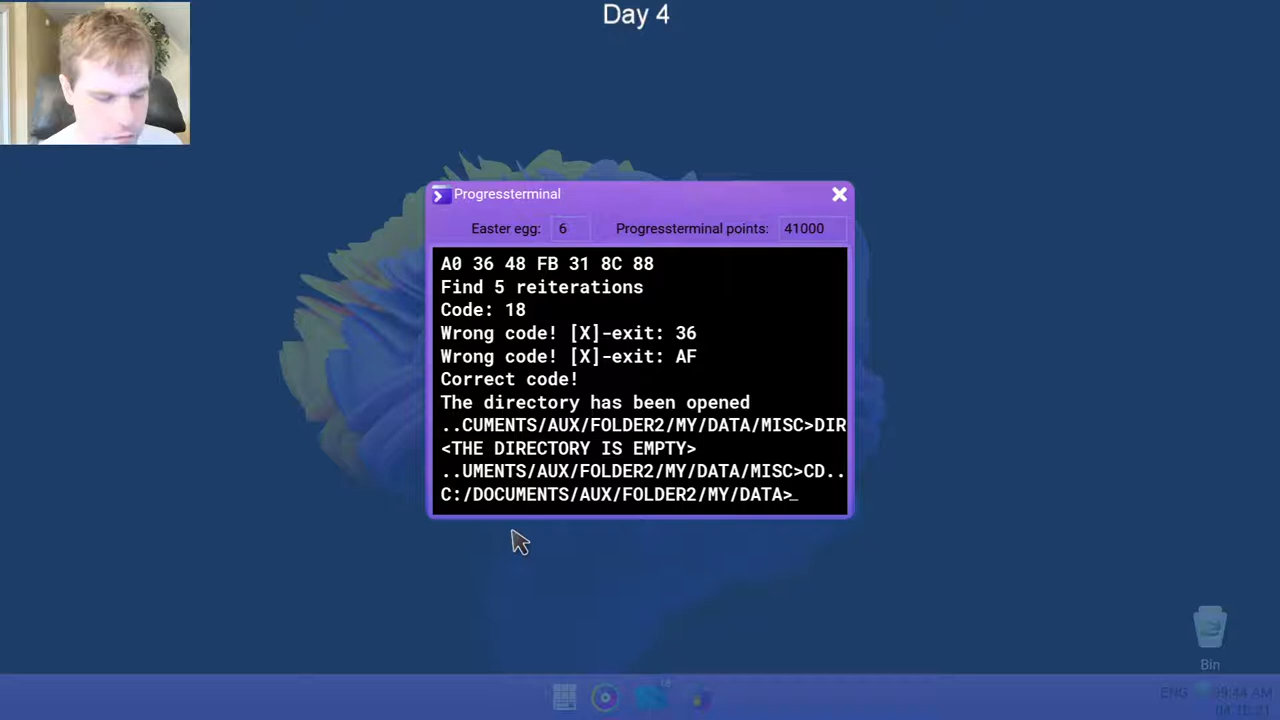 Day 4
Progressterminal
Easter egg: 6 Progressterminal points: 41000
A0 36 48 FB 31 8C 88
Find 5 reiterations
Code: 18
Wrong code! [X]-exit: 36
Wrong code! [X]-exit: AF
Correct code!
The directory has been opened
..CUMENTS/AUX/FOLDER2/MY/DATA/MISC>DIR
<THE DIRECTORY IS EMPTY>
..UMENTS/AUX/FOLDER2/MY/DATA/MISC>CD..
C:/DOCUMENTS/AUX/FOLDER2/MY/DATA>_
Bin
ENG